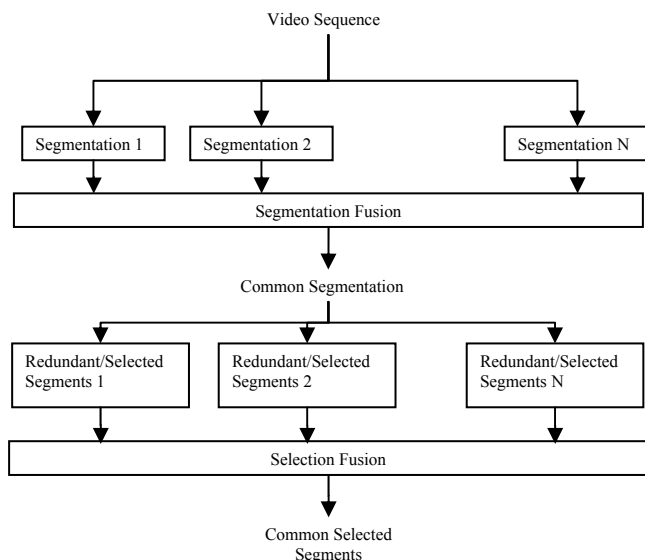 Video Sequence
Segmentation 1
Segmentation 2
Segmentation N
Segmentation Fusion
Common Segmentation
Redundant/Selected
Segments 1
Redundant/Selected
Segments 2
Redundant/Selected
Segments N
Selection Fusion
Common Selected
Segments